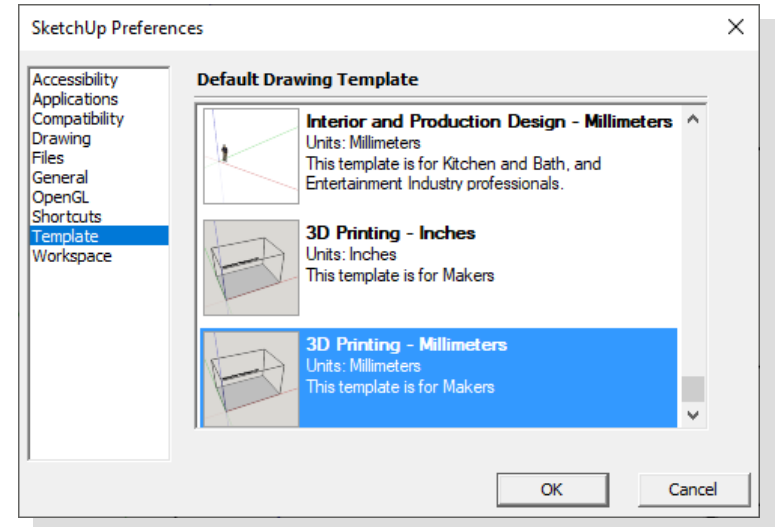 SketchUp Preferences
Accessibility
Applications
Compatibility
Drawing
Files
General
OpenGL
Shortcuts
Template
Workspace
Default Drawing Template
Interior and Production Design - Millimeters
Units: Millimeters
This template is for Kitchen and Bath, and
Entertainment Industry professionals.
3D Printing - Inches
Units: Inches
This template is for Makers
3D Printing - Millimeters
Units: Millimeters
This template is for Makers
OK
Cancel